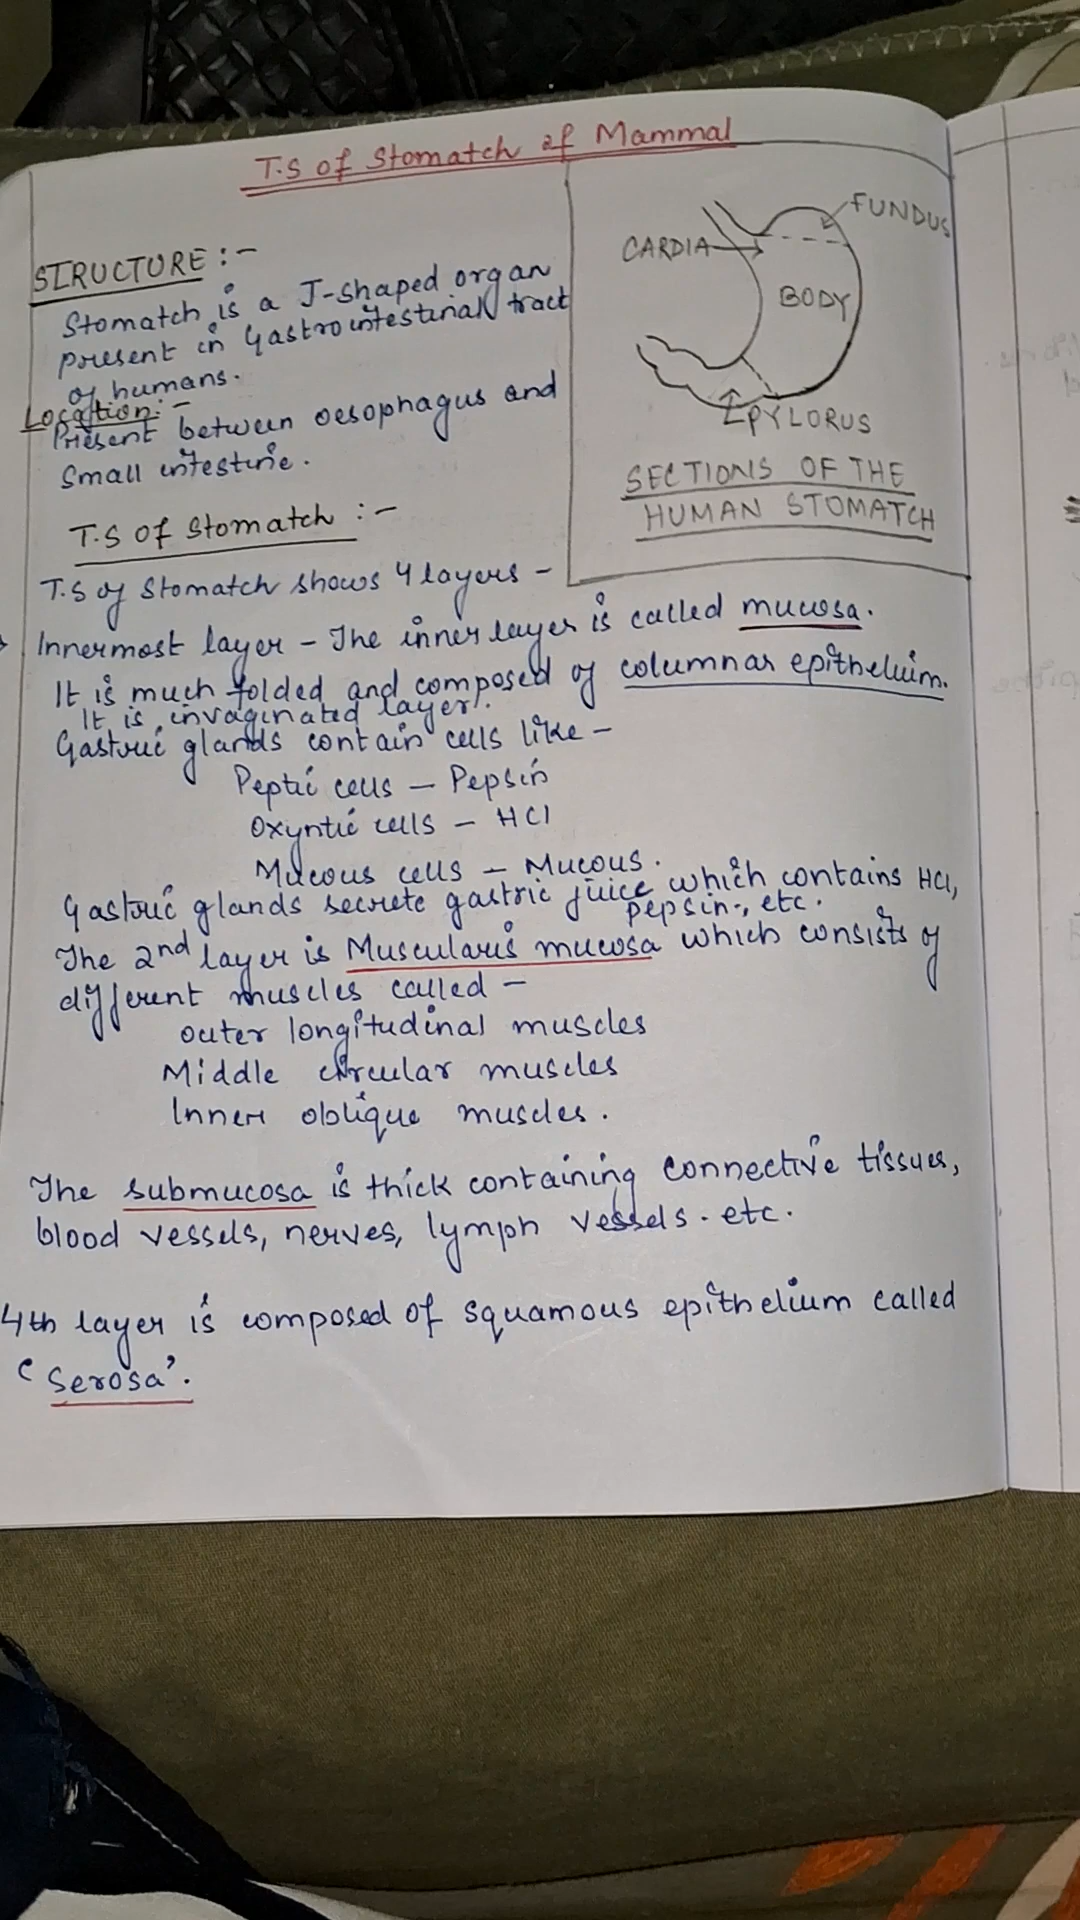 T.S of Stomatch of Mammal
STRUCTURE :-
Stomatch is a J-shaped organ
present in Gastrointestinal tract
of humans.
Location:-
Present between oesophagus and
Small intestine.
FUNDUS
CARDIA
BODY
PYLORUS
SECTIONS OF THE
HUMAN STOMATCH
T.S of Stomatch :-
T.S of Stomatch shows 4 layers -
Innermost layer - The inner layer is called mucosa.
It is much folded and composed of columnar epithelium.
It is invaginated layer.
Gastric glands contain cells like -
Peptic cells - Pepsin
Oxyntic cells - HCl
Mucous cells - Mucous.
Gastric glands secrete gastric juice which contains HCl,
pepsin, etc.
The 2nd layer is Muscularis mucosa which consists of
different muscles called -
outer longitudinal muscles
Middle circular muscles
Inner oblique muscles.
The submucosa is thick containing connective tissues,
blood vessels, nerves, lymph vessels. etc.
4th layer is composed of squamous epithelium called
'Serosa'.